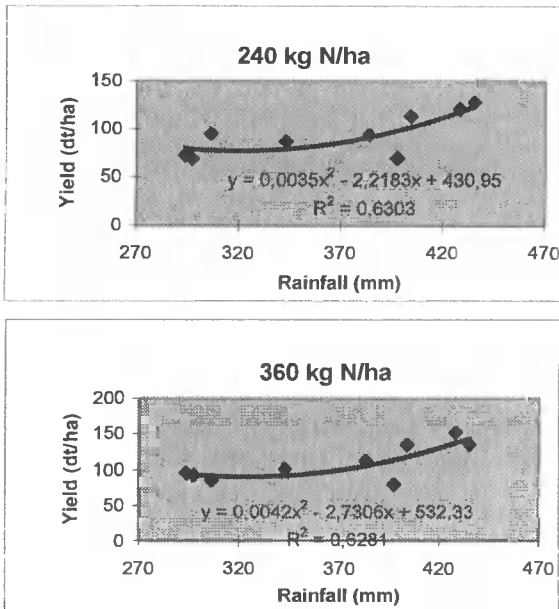 240 kg N/ha
150
100
50
0
Yield (dt/ha)
y = 0,0035x² - 2,2183x + 430,95
R² = 0,6303
270 320 370 420 470
Rainfall (mm)
360 kg N/ha
200
150
100
50
0
Yield (dt/ha)
y = 0,0042x² - 2,7306x + 532,33
R² = 0,6281
270 320 370 420 470
Rainfall (mm)